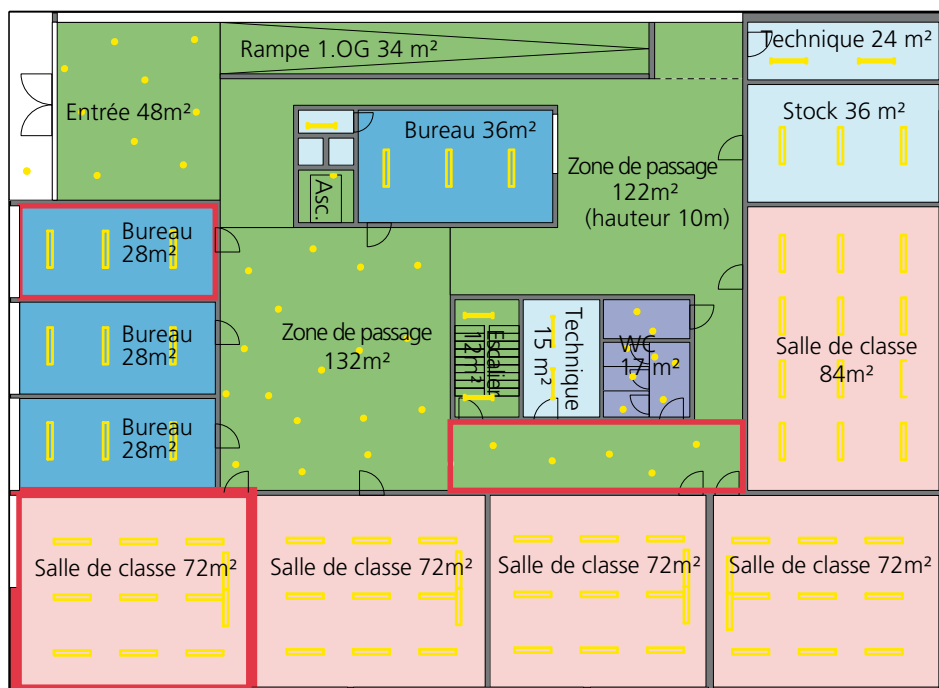 Rampe 1.OG 34 m²
Technique 24 m²
Entrée 48m²
Bureau 36m²
Stock 36 m²
Zone de passage
122m²
(hauteur 10m)
Asc.
Bureau
28m²
Bureau
28m²
Bureau
28m²
Zone de passage
132m²
Escalier
12m²
Technique
15 m²
WC
17 m²
Salle de classe
84m²
Salle de classe 72m²
Salle de classe 72m²
Salle de classe 72m²
Salle de classe 72m²